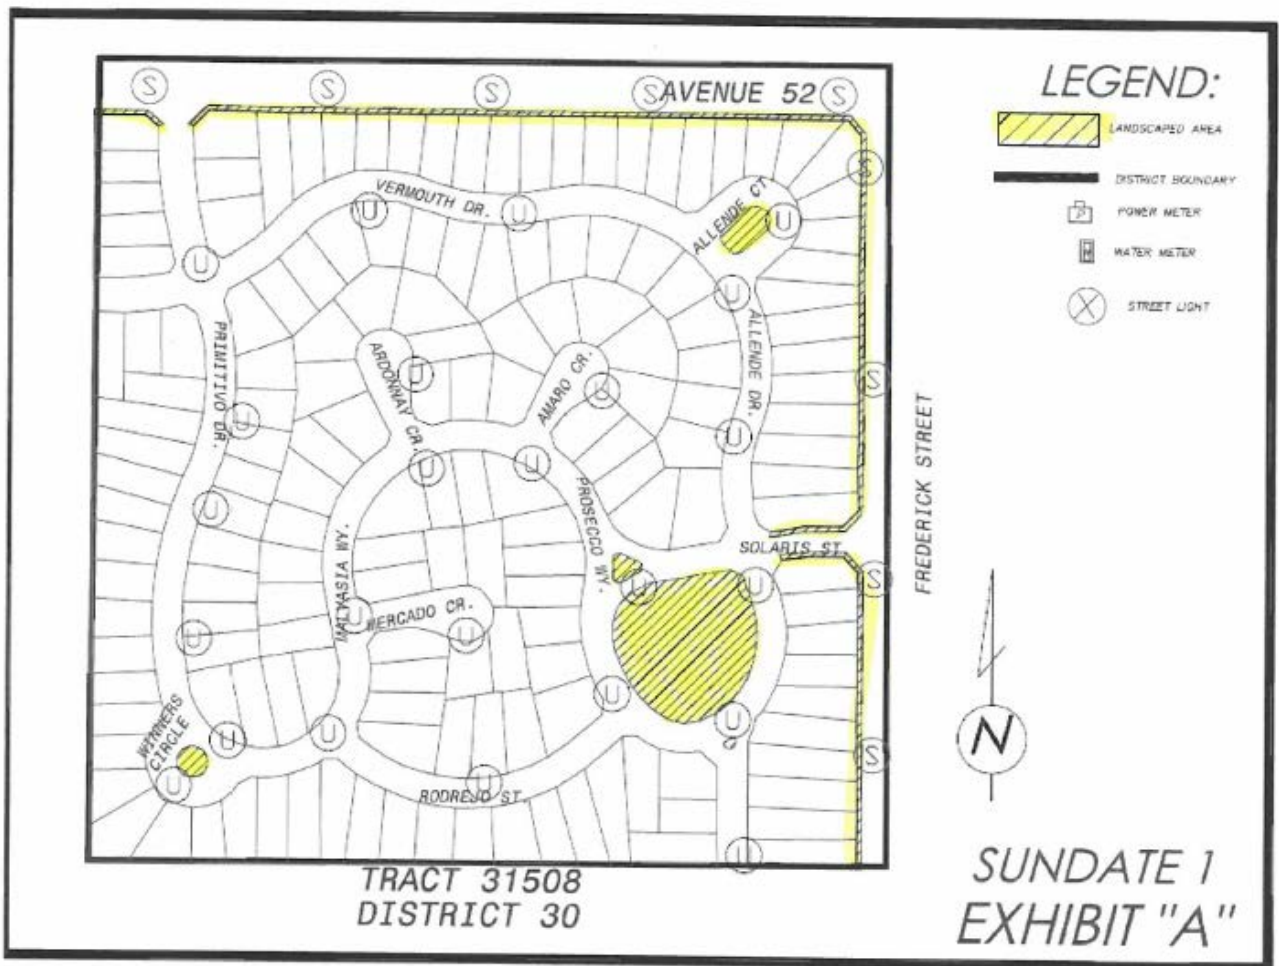 S
S
S
S
AVENUE 52
S
LEGEND:
LANDSCAPED AREA
DISTRICT BOUNDARY
P
POWER METER
M
WATER METER
X
STREET LIGHT
S
VERMOUTH DR.
U
U
ALLENDE CT.
U
U
U
PRIMITIVO DR.
ARDONNAY CR.
U
AMARO CR.
U
ALLENDE DR.
S
U
U
U
U
U
PROSECCO WY.
FREDERICK STREET
MALVASIA WY.
SOLARIS ST.
U
U
S
U
MERCADO CR.
U
U
U
U
WINNERS
CIRCLE
U
U
U
U
RODREJO ST.
S
U
N
TRACT 31508
DISTRICT 30
SUNDATE 1
EXHIBIT "A"